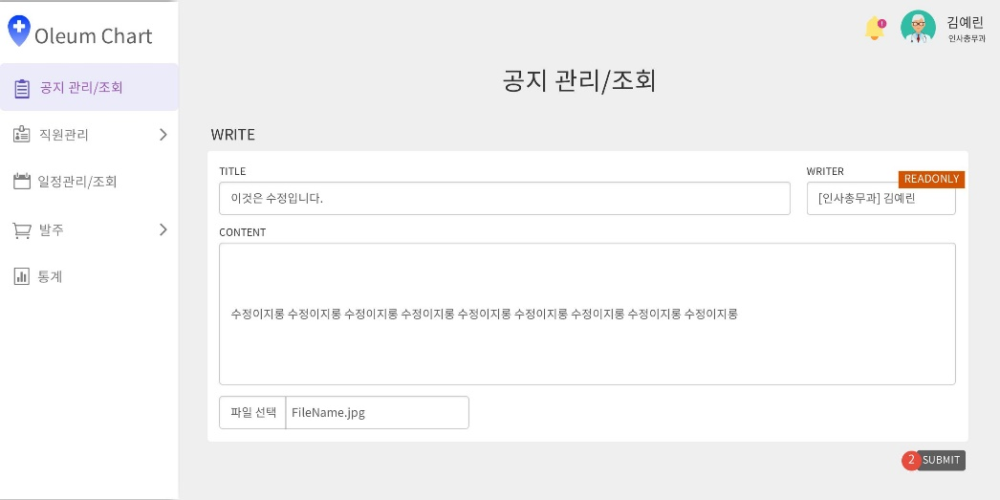 Oleum Chart
김예린
인사총무과
공지 관리/조회
직원관리
일정관리/조회
발주
통계
공지 관리/조회
WRITE
TITLE
이것은 수정입니다.
WRITER
READONLY
[인사총무과] 김예린
CONTENT
수정이지롱 수정이지롱 수정이지롱 수정이지롱 수정이지롱 수정이지롱 수정이지롱 수정이지롱 수정이지롱
파일 선택 FileName.jpg
2 SUBMIT